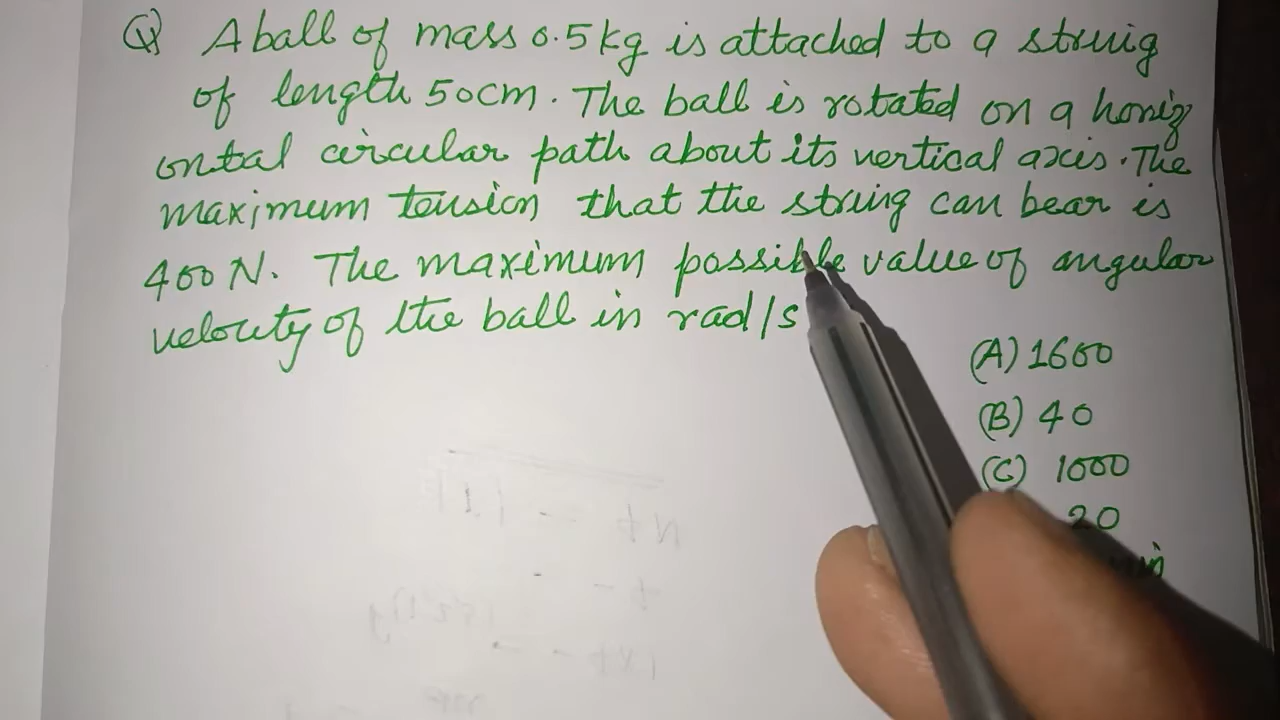 Q A ball of mass 0.5 kg is attached to a string
of length 50cm. The ball is rotated on a horiz
ontal circular path about its vertical axis. The
maximum tension that the string can bear is
400 N. The maximum possible value of angular
velocity of the ball in rad/s
(A) 1600
(B) 40
(C) 1000
20